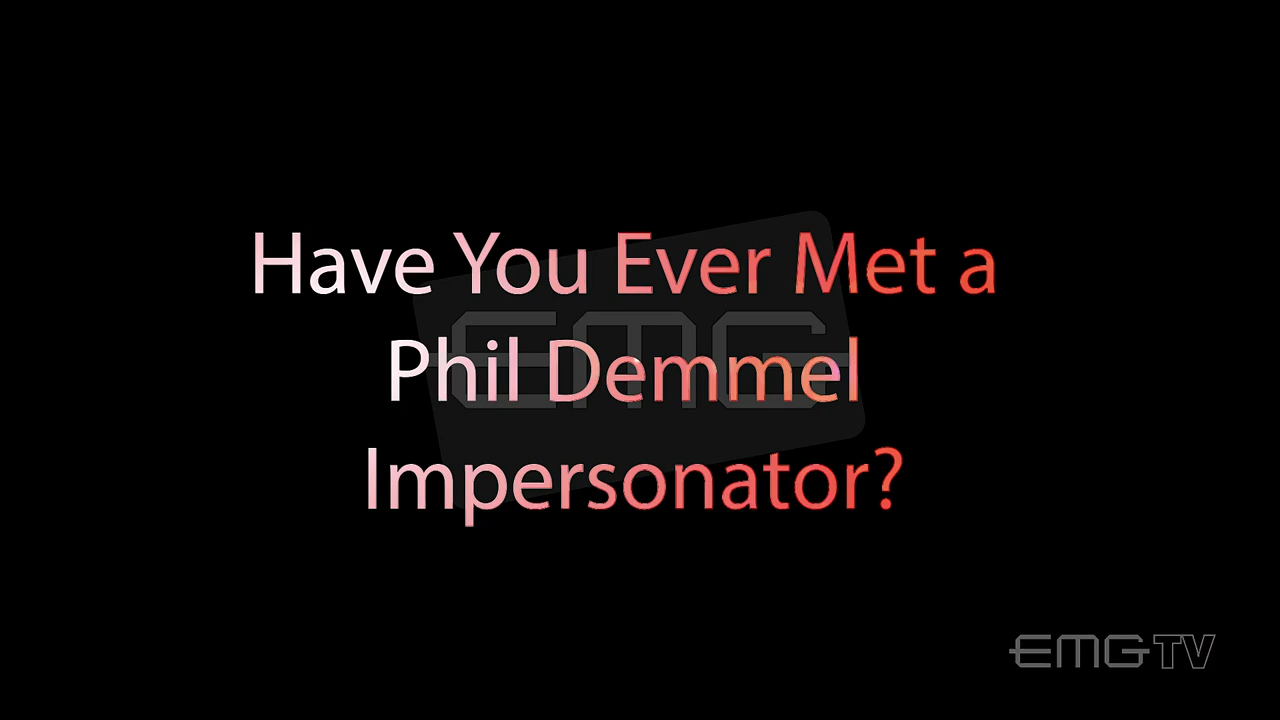 Have You Ever Met a
Phil Demmel
EMG
Impersonator?
EMGTV